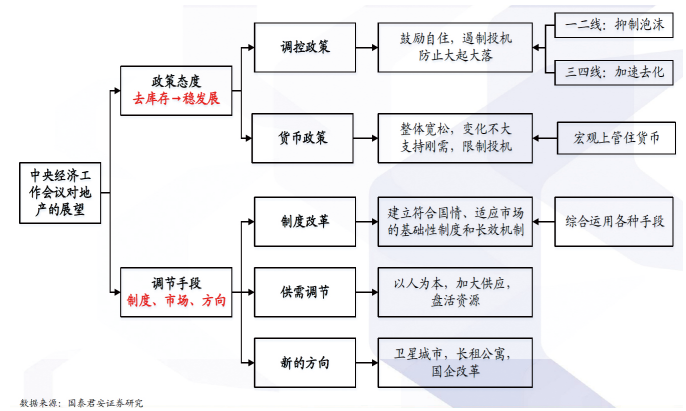 中央经济工
作会议对地
产的展望
政策态度
去库存→稳发展
调控政策
鼓励自住，遏制投机
防止大起大落
一二线：抑制泡沫
三四线：加速去化
货币政策
整体宽松，变化不大
支持刚需，限制投机
宏观上管住货币
调节手段
制度、市场、方向
制度改革
建立符合国情、适应市场
的基础性制度和长效机制
综合运用各种手段
供需调节
以人为本，加大供应，
盘活资源
新的方向
卫星城市，长租公寓，
国企改革
数据来源：国泰君安证券研究